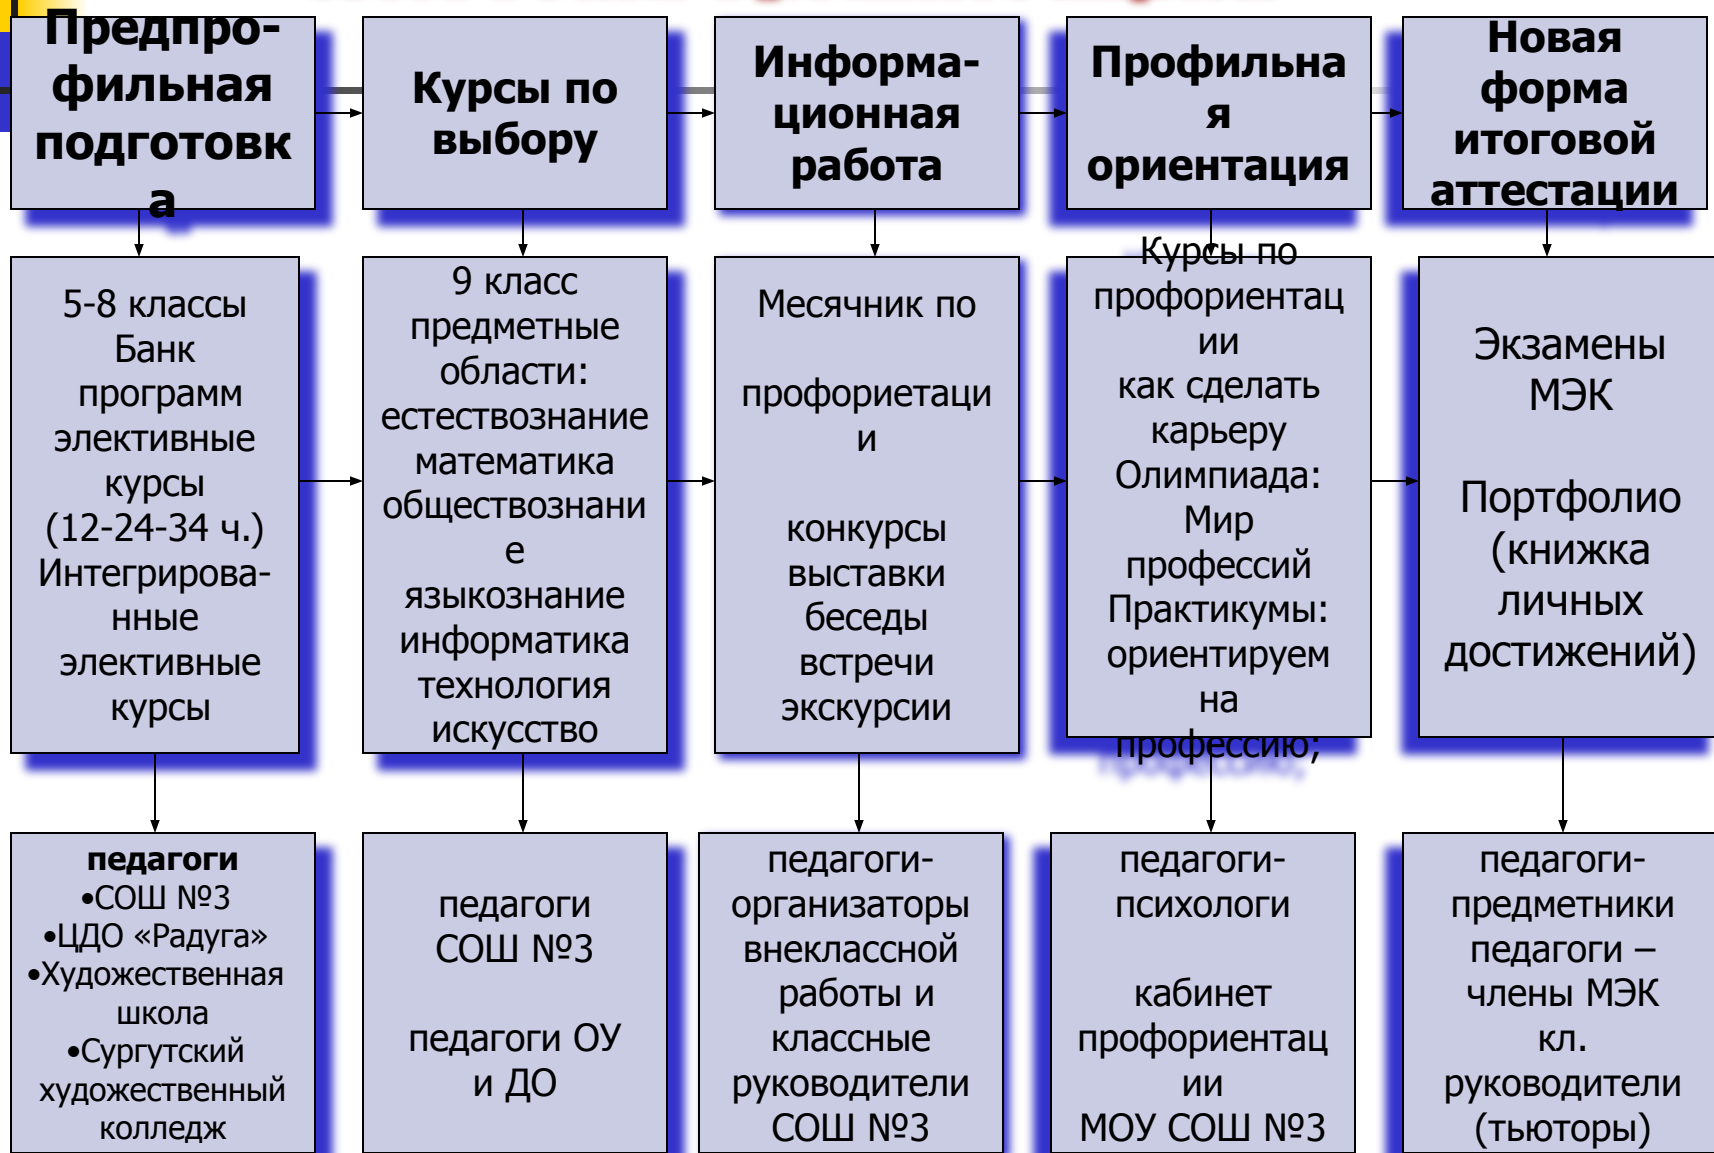 Предпро-
фильная
подготовк
а
Курсы по
выбору
Информа-
ционная
работа
Профильна
я
ориентация
Новая
форма
итоговой
аттестации
5-8 классы
Банк
программ
элективные
курсы
(12-24-34 ч.)
Интегрирова-
нные
элективные
курсы
9 класс
предметные
области:
естествознание
математика
обществознани
е
языкознание
информатика
технология
искусство
Месячник по
профориетаци
и
конкурсы
выставки
беседы
встречи
экскурсии
Курсы по
профориентац
ии
как сделать
карьеру
Олимпиада:
Мир
профессий
Практикумы:
ориентируем
на
профессию;
Экзамены
МЭК
Портфолио
(книжка
личных
достижений)
педагоги
•СОШ №3
•ЦДО «Радуга»
•Художественная
школа
•Сургутский
художественный
колледж
педагоги
СОШ №3
педагоги ОУ
и ДО
педагоги-
организаторы
внеклассной
работы и
классные
руководители
СОШ №3
педагоги-
психологи
кабинет
профориентац
ии
МОУ СОШ №3
педагоги-
предметники
педагоги –
члены МЭК
кл.
руководители
(тьюторы)